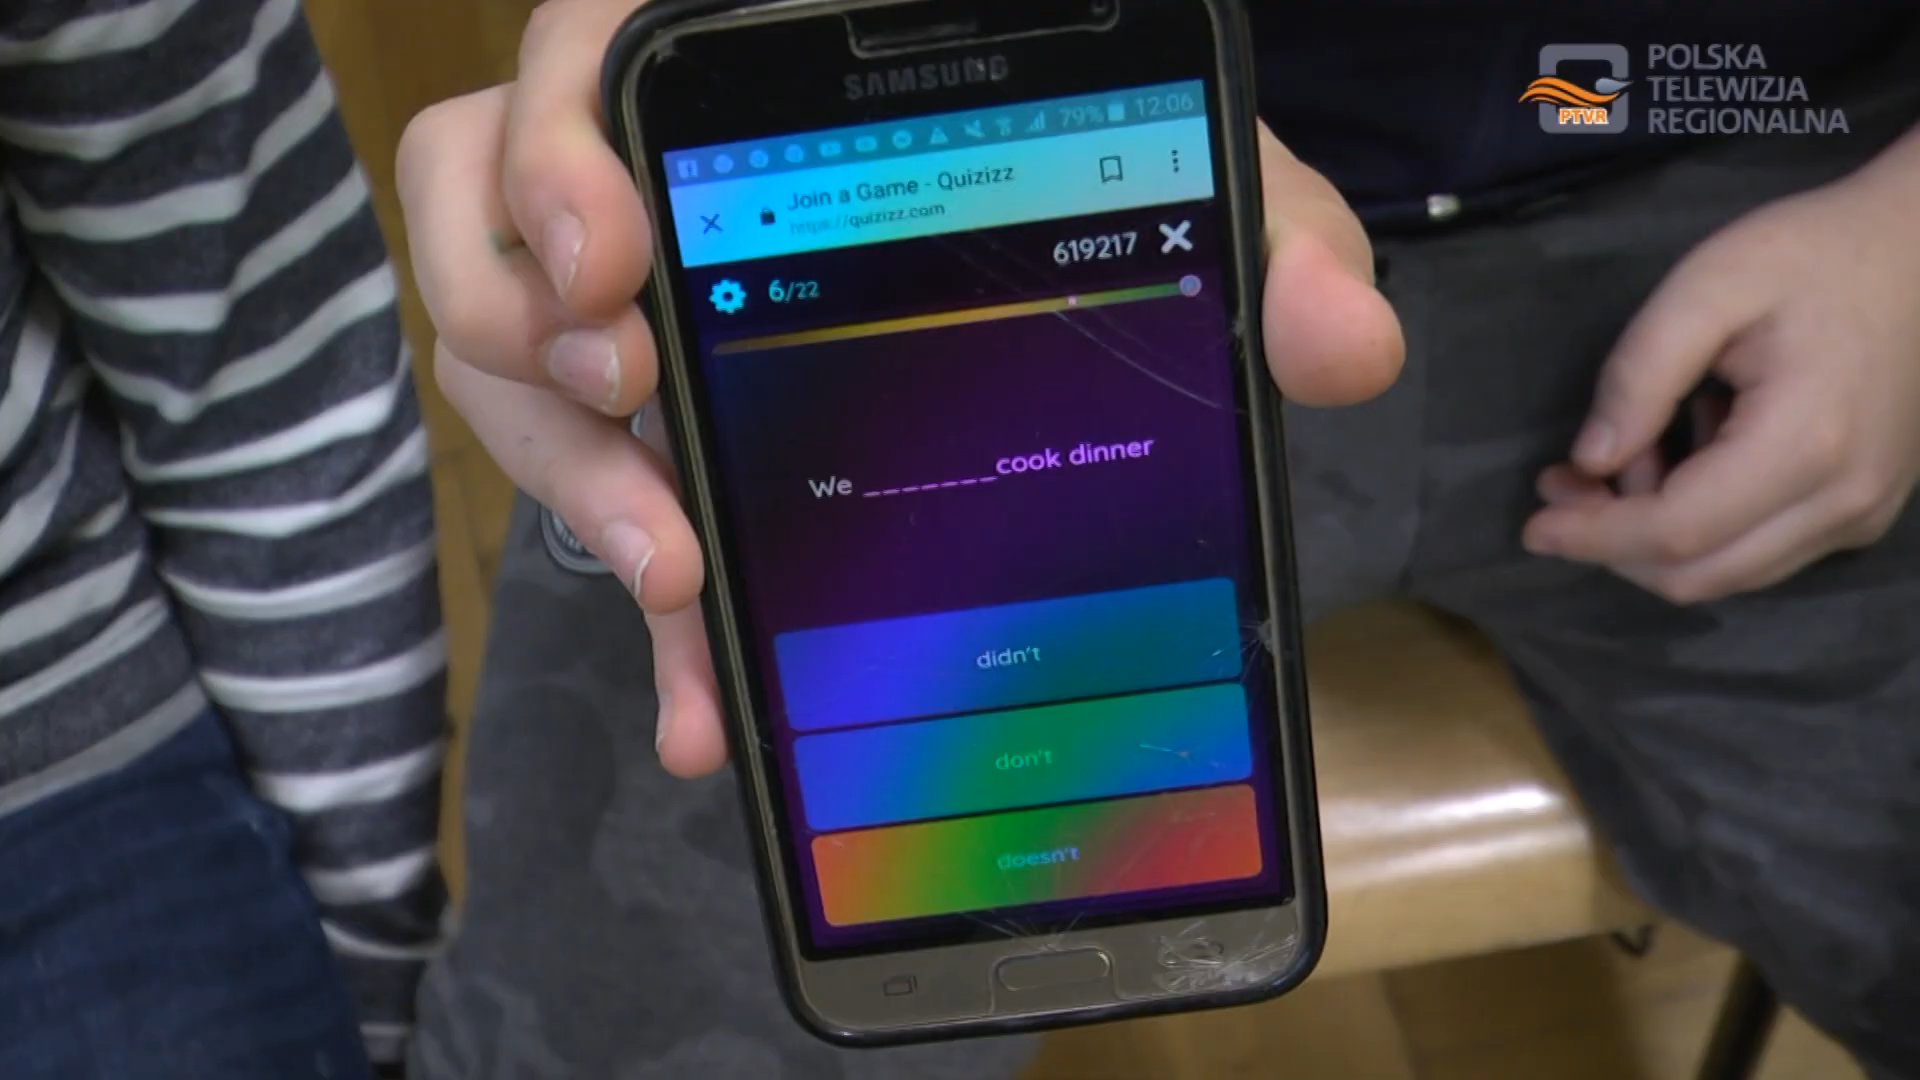 POLSKA
TELEWIZJA
REGIONALNA
PTVR
SAMSUNG
79% 12:06
Join a Game - Quizizz
https://quizizz.com
619217
6/22
We _______cook dinner
didn't
don't
doesn't